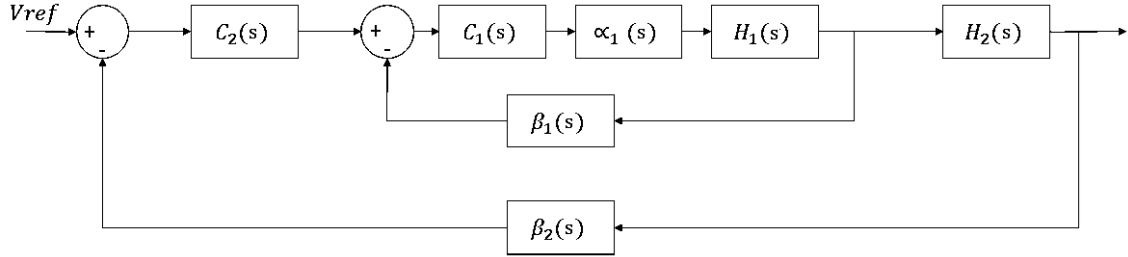 Vref
+
-
C₂(s)
+
-
C₁(s)
∝₁ (s)
H₁(s)
H₂(s)
β₁(s)
β₂(s)